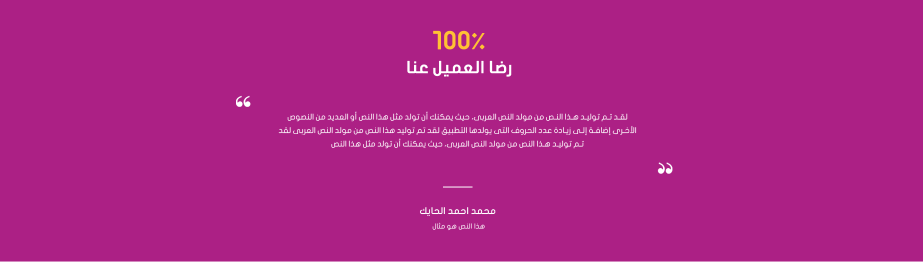 100٪
رضا العميل عنا
“
لقد تم توليد هذا النص من مولد النص العربى، حيث يمكنك أن تولد مثل هذا النص أو العديد من النصوص
الأخرى إضافة إلى زيادة عدد الحروف التى يولدها التطبيق لقد تم توليد هذا النص من مولد النص العربى لقد
تم توليد هذا النص من مولد النص العربى، حيث يمكنك أن تولد مثل هذا النص
”
محمد احمد الحايك
هذا النص هو مثال